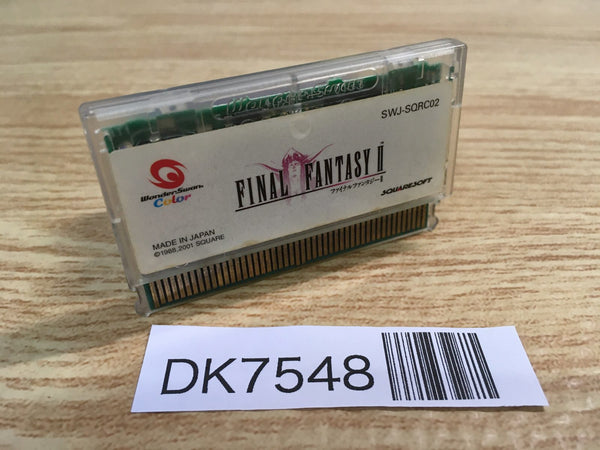 WonderSwan
SWJ-SQRC02
FINAL FANTASY II
ファイナルファンタジーII
WonderSwan
Color
SQUARESOFT
MADE IN JAPAN
©1988,2001 SQUARE
DK7548